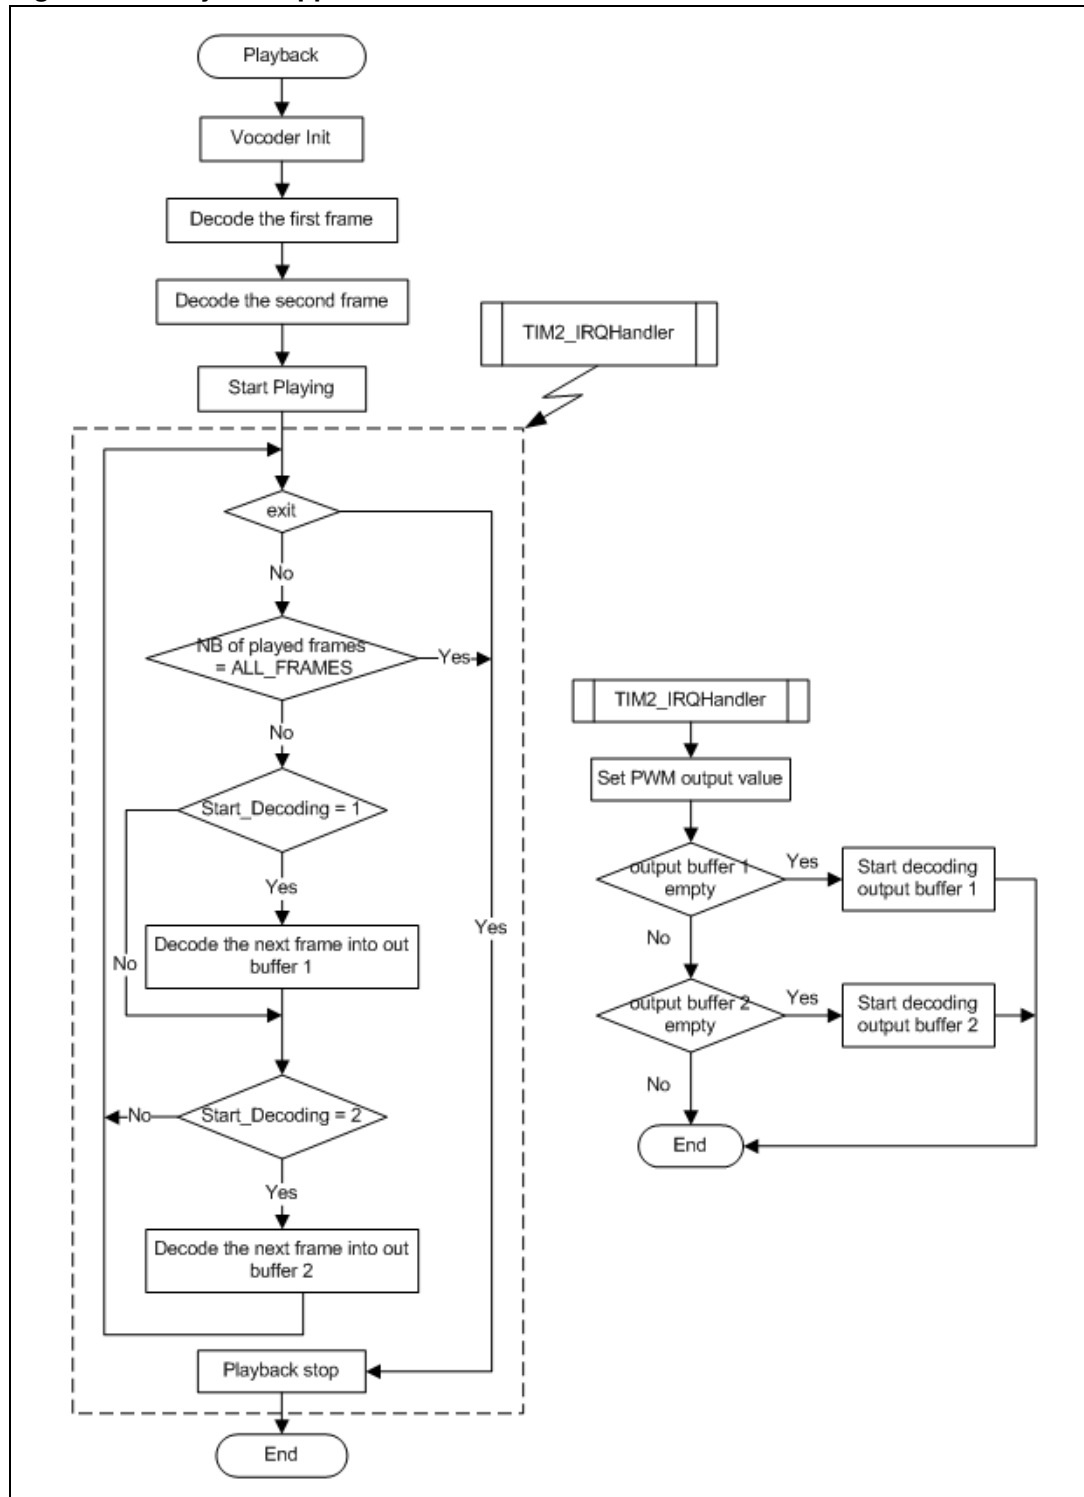 Playback
Vocoder Init
Decode the first frame
Decode the second frame
TIM2_IRQHandler
Start Playing
exit
No
NB of played frames
= ALL_FRAMES
Yes
No
Start_Decoding = 1
Yes
No
Decode the next frame into out
buffer 1
Yes
Start_Decoding = 2
No
Yes
Decode the next frame into out
buffer 2
Playback stop
End
TIM2_IRQHandler
Set PWM output value
output buffer 1
empty
Yes
Start decoding
output buffer 1
No
output buffer 2
empty
Yes
Start decoding
output buffer 2
No
End